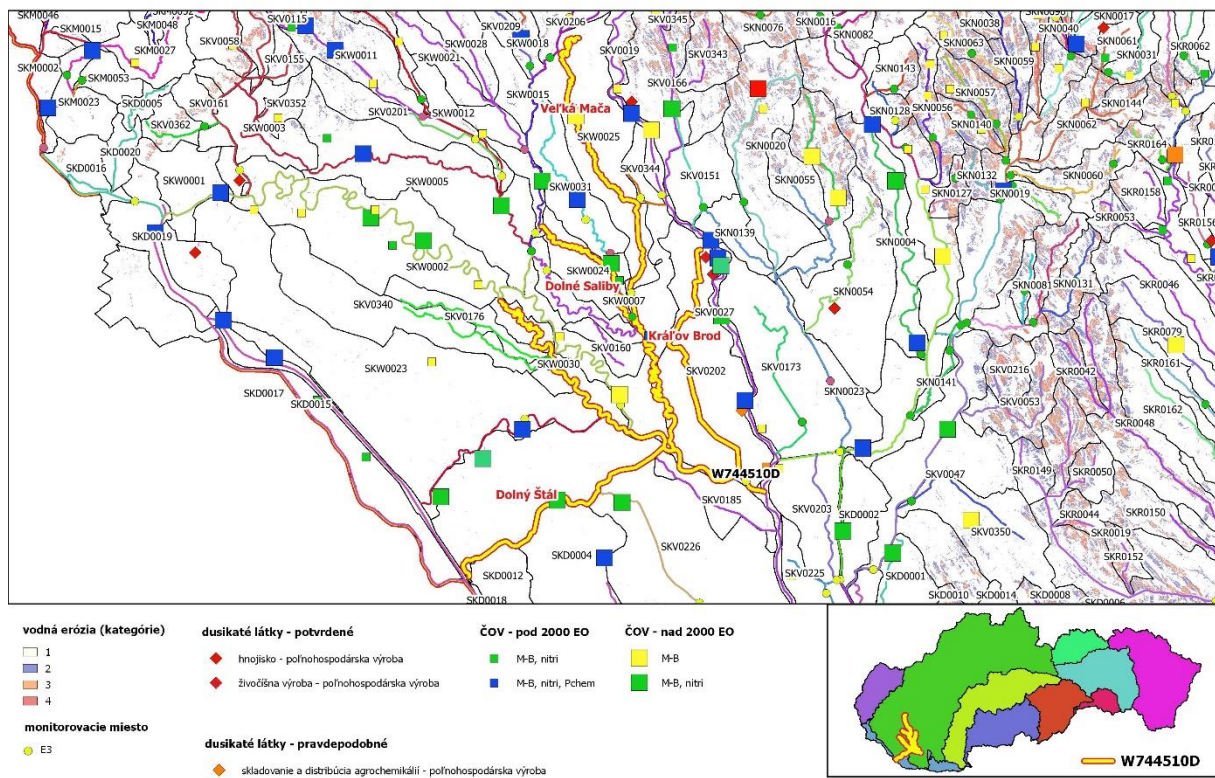 SKM0046
SKM0052
SKM0015
SKM0048
SKM0027
SKM0002
SKM0053
SKM0023
SKD0005
SKV0058
SKV0155
SKV0115
SKW0011
SKV0209
SKW0028
SKW0021
SKW0018
SKV0206
SKV0019
SKV0345
SKV0343
SKV0166
SKN0076
SKN0016
SKN0082
SKN0038
SKN0063
SKN0059
SKN0040
SKN0017
SKN0061
SKN0031
SKR0062
SKV0161
SKV0352
SKV0362
SKW0003
SKV0201
SKW0012
SKW0015
Veľká Mača
SKW0025
SKN0143
SKN0128
SKN0056
SKN0057
SKN0140
SKN0144
SKN0062
SKR0164
SKD0020
SKD0016
SKW0001
SKW0005
SKW0031
SKV0344
SKV0151
SKN0020
SKN0055
SKN0127
SKN0132
SKN0019
SKN0060
SKR0158
SKR0053
SKR0156
SKD0019
SKW0002
SKW0024
Dolné Saliby
SKW0007
SKN0139
SKN0004
SKN0054
SKN0081
SKN0131
SKR0046
SKV0340
SKV0176
SKV0160
Kráľov Brod
SKV0027
SKW0030
SKV0202
SKV0173
SKN0023
SKN0141
SKV0216
SKR0042
SKR0079
SKR0161
SKW0023
SKD0017
SKD0015
SKV0053
SKR0162
SKR0048
Dolný Štál
W744510D
SKV0185
SKV0203
SKD0002
SKV0047
SKV0350
SKR0149
SKR0050
SKR0044
SKR0150
SKR0019
SKR0152
SKD0004
SKV0226
SKV0225
SKD0001
SKD0012
SKD0018
SKD0010
SKD0014
SKD0008
SKD0006
vodná erózia (kategórie)
1
2
3
4
monitorovacie miesto
E3
dusikaté látky - potvrdené
hnojisko - poľnohospodárska výroba
živočíšna výroba - poľnohospodárska výroba
dusikaté látky - pravdepodobné
skladovanie a distribúcia agrochemikálií - poľnohospodárska výroba
ČOV - pod 2000 EO
M-B, nitri
M-B, nitri, Pchem
ČOV - nad 2000 EO
M-B
M-B, nitri
W744510D